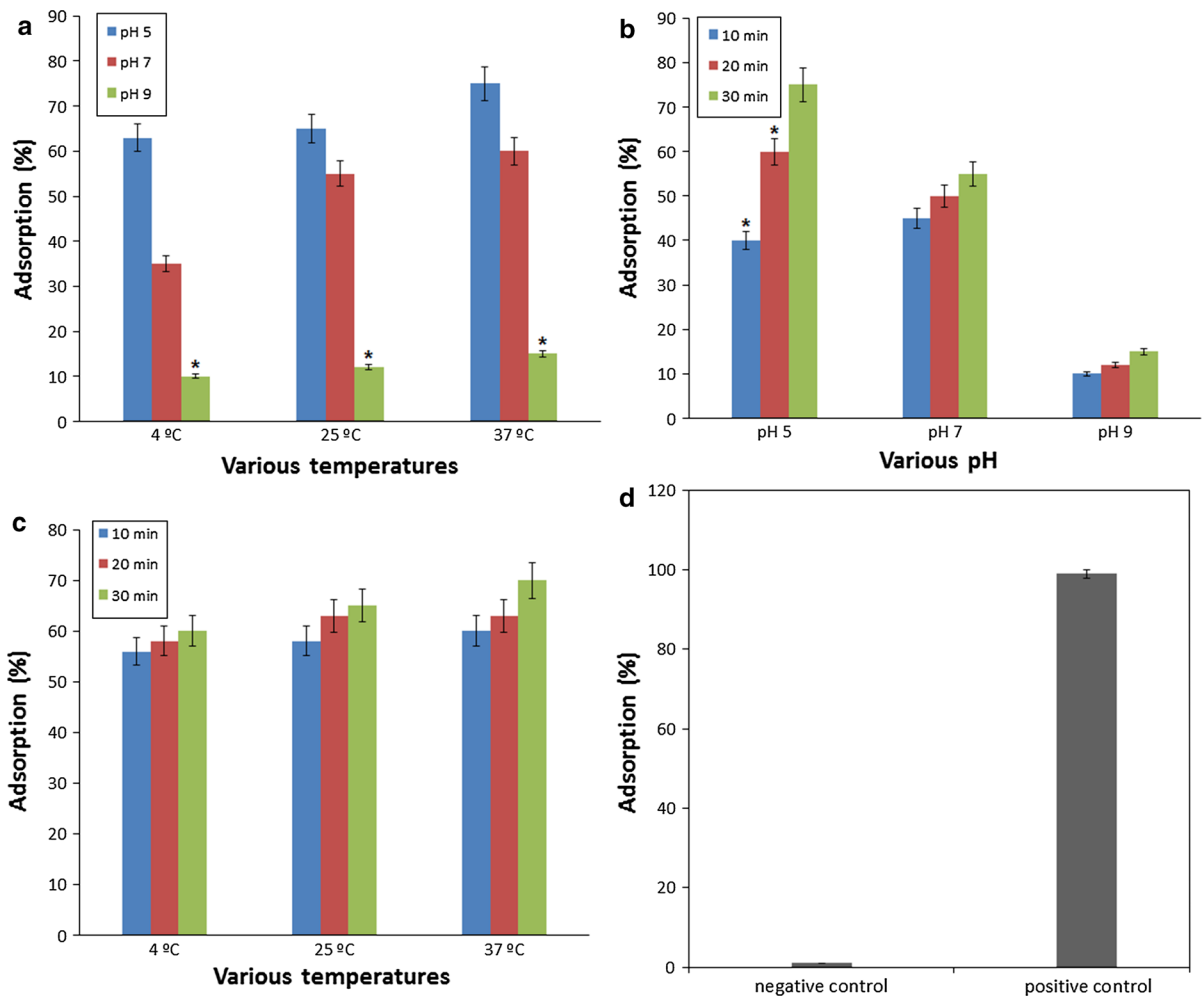 a
90
80
70
60
50
40
30
20
10
0
Adsorption (%)
pH 5
pH 7
pH 9
*
*
*
4 ºC
25 ºC
37 ºC
Various temperatures
b
90
80
70
60
50
40
30
20
10
0
Adsorption (%)
10 min
20 min
30 min
*
*
pH 5
pH 7
pH 9
Various pH
c
80
70
60
50
40
30
20
10
0
Adsorption (%)
10 min
20 min
30 min
4 ºC
25 ºC
37 ºC
Various temperatures
d
120
100
80
60
40
20
0
Adsorption (%)
negative control
positive control